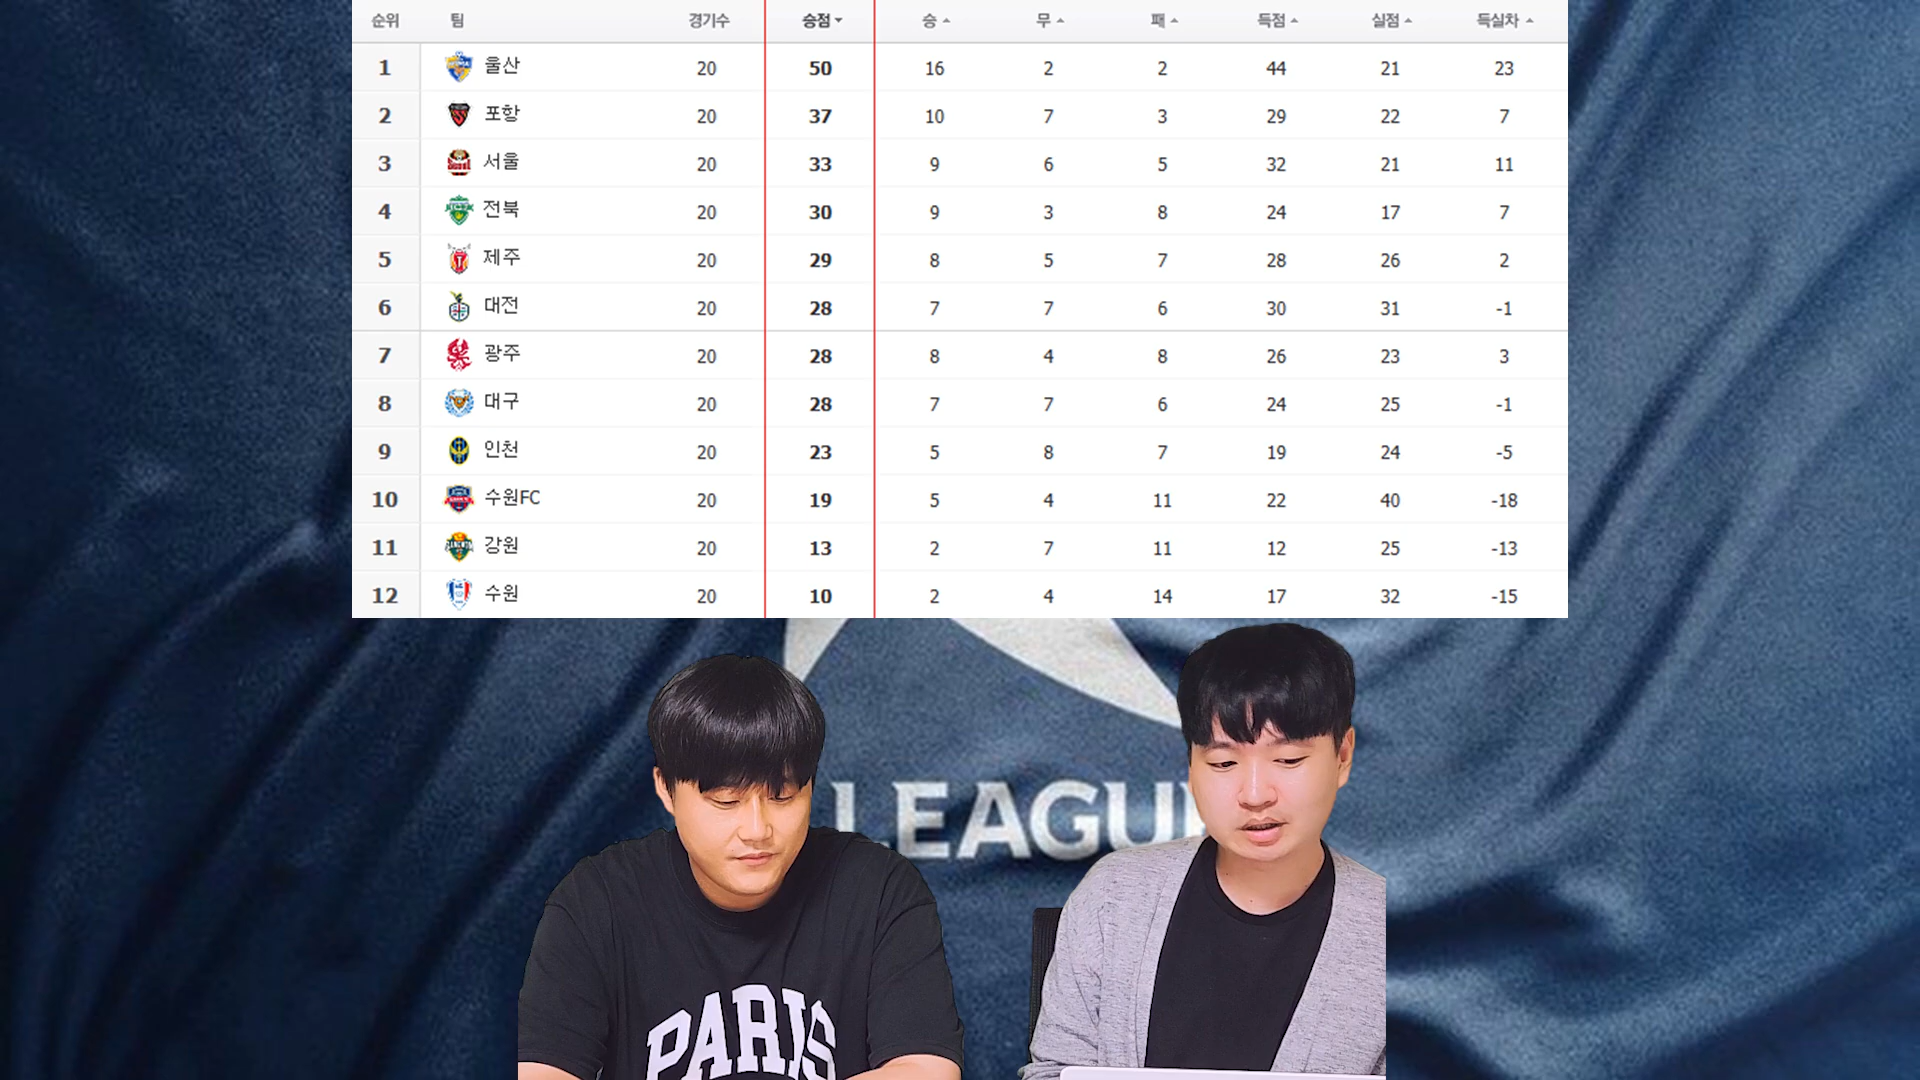 순위 팀 경기수 승점 승 무 패 득점 실점 득실차
1 울산 20 50 16 2 2 44 21 23
2 포항 20 37 10 7 3 29 22 7
3 서울 20 33 9 6 5 32 21 11
4 전북 20 30 9 3 8 24 17 7
5 제주 20 29 8 5 7 28 26 2
6 대전 20 28 7 7 6 30 31 -1
7 광주 20 28 8 4 8 26 23 3
8 대구 20 28 7 7 6 24 25 -1
9 인천 20 23 5 8 7 19 24 -5
10 수원FC 20 19 5 4 11 22 40 -18
11 강원 20 13 2 7 11 12 25 -13
12 수원 20 10 2 4 14 17 32 -15
LEAGU
PARIS